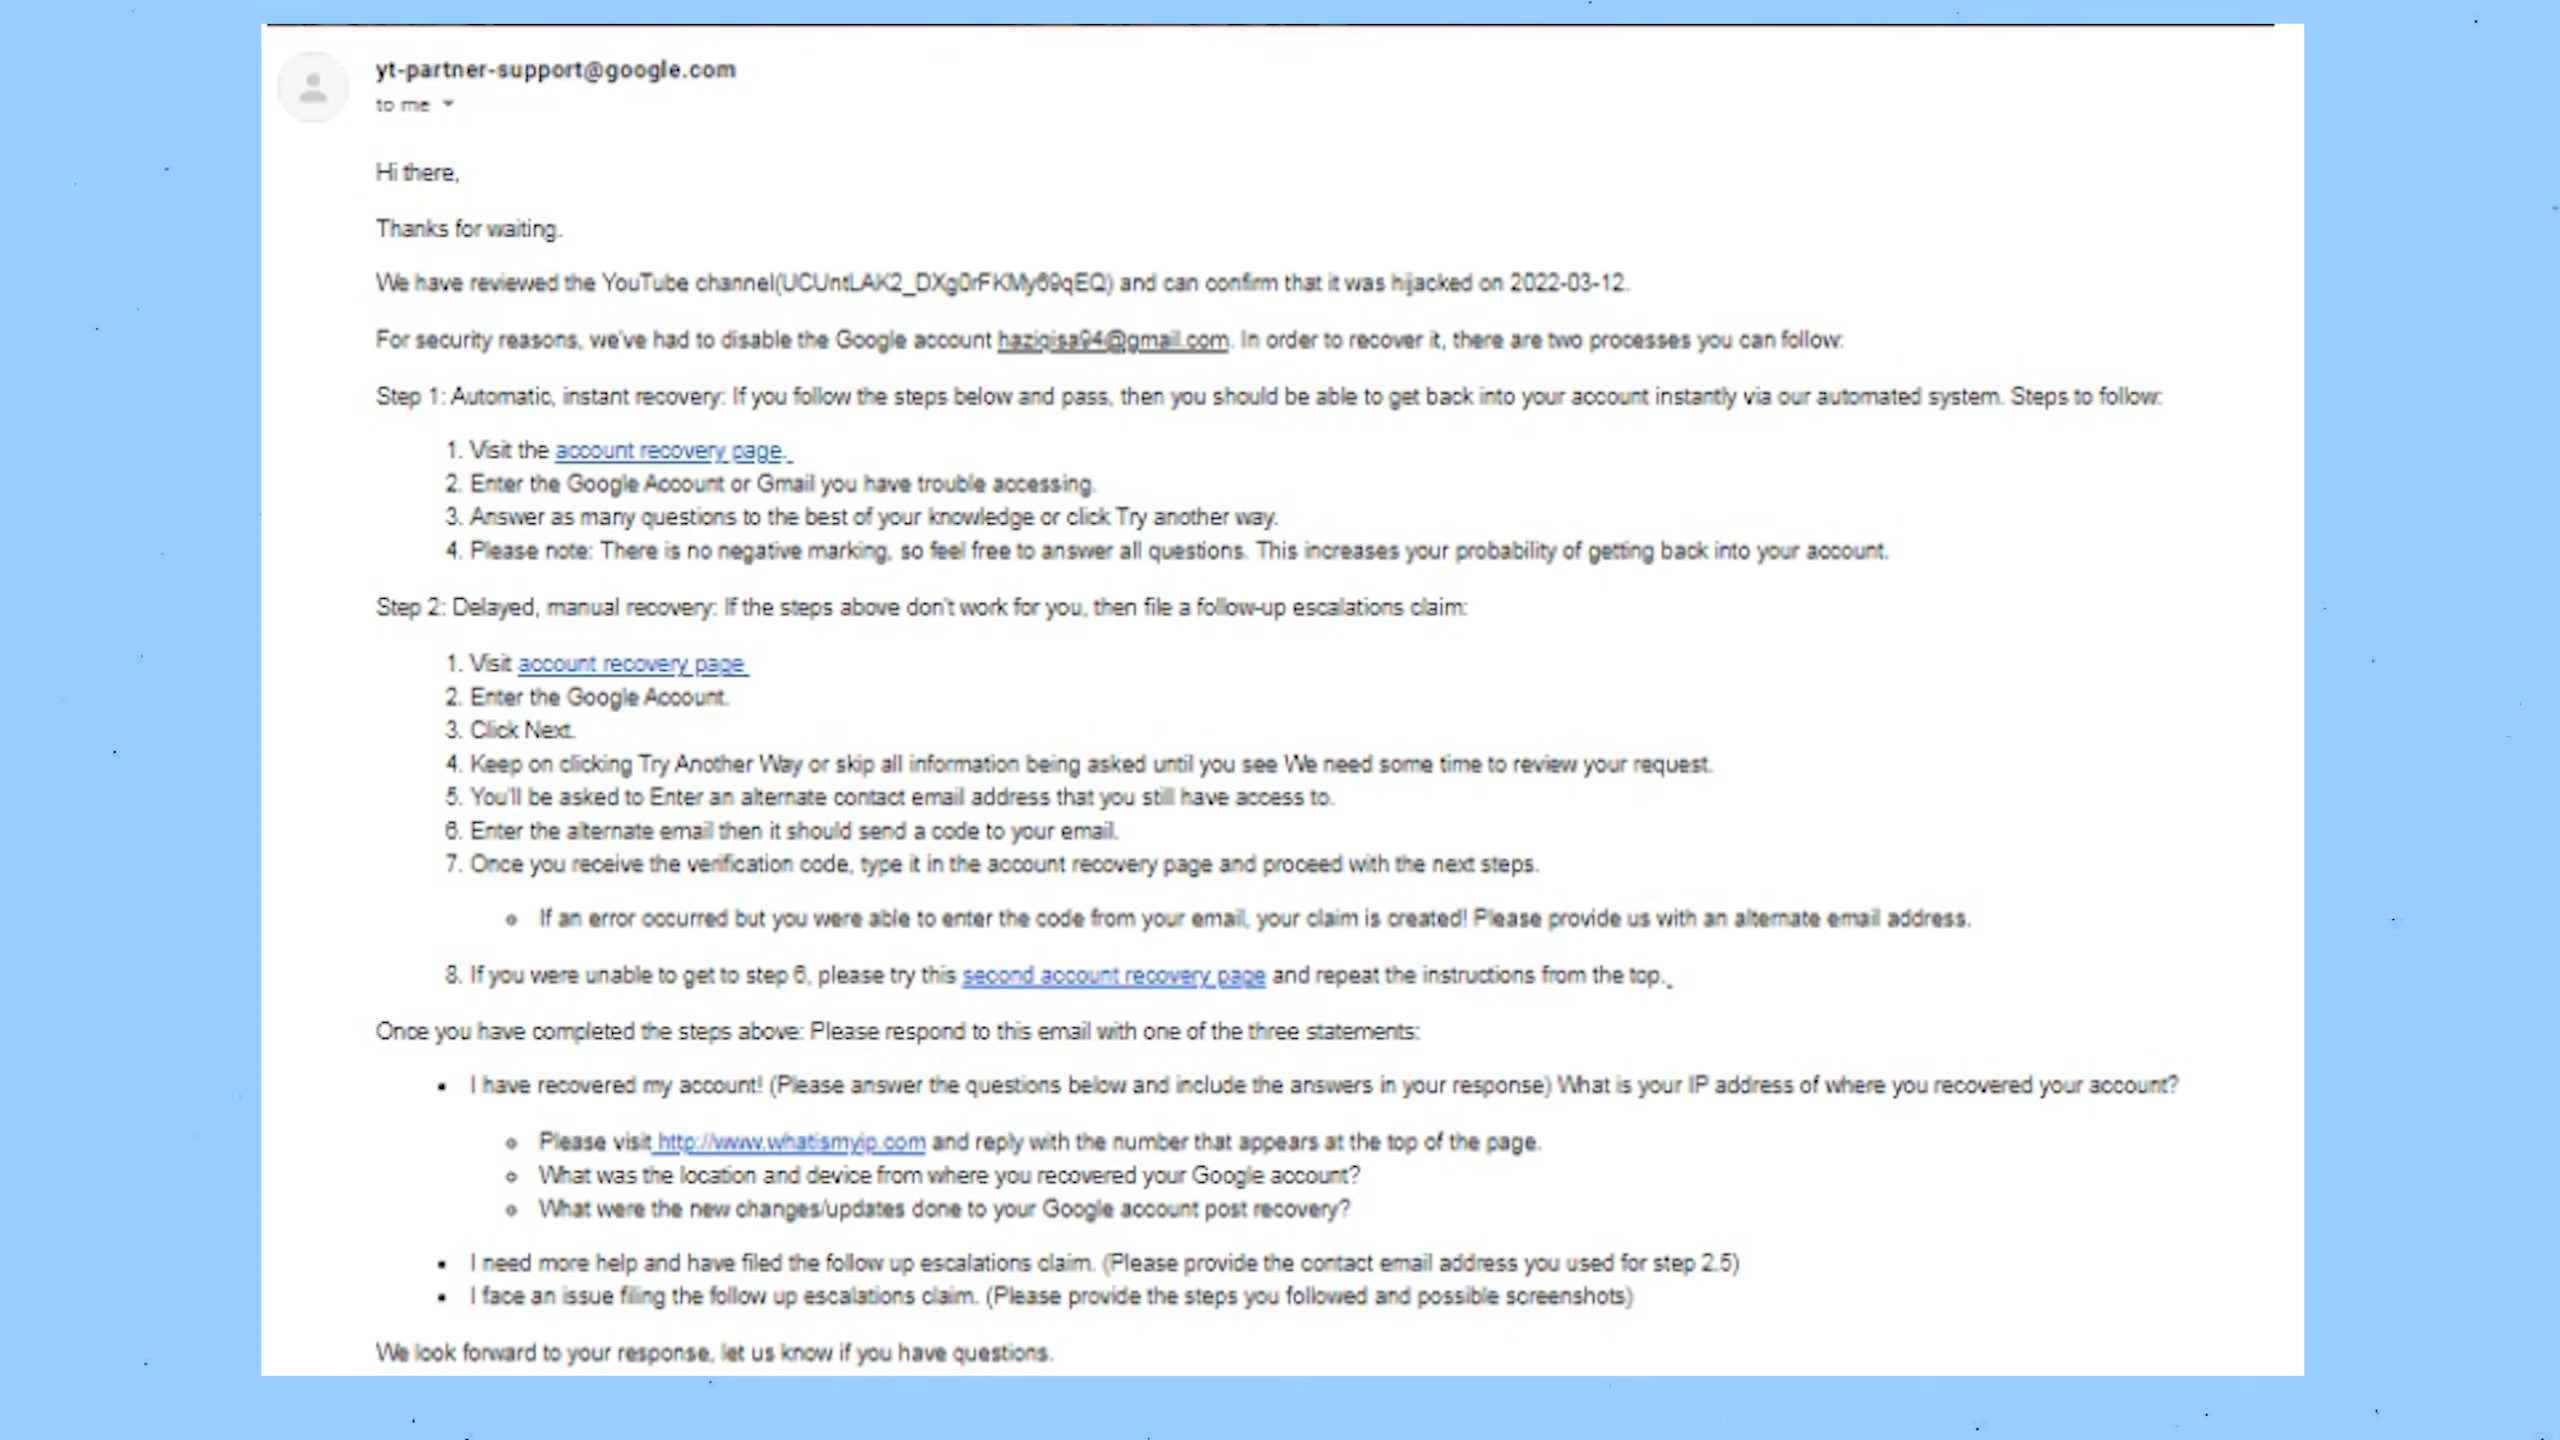 yt-partner-support@google.com
to me
Hi there,
Thanks for waiting.
We have reviewed the YouTube channel(UCUntLAK2_DXg0rFKMy69qEQ) and can confirm that it was hijacked on 2022-03-12.
For security reasons, we've had to disable the Google account haziqisa94@gmail.com. In order to recover it, there are two processes you can follow:
Step 1: Automatic, instant recovery: If you follow the steps below and pass, then you should be able to get back into your account instantly via our automated system. Steps to follow:
1. Visit the account recovery page.
2. Enter the Google Account or Gmail you have trouble accessing.
3. Answer as many questions to the best of your knowledge or click Try another way.
4. Please note: There is no negative marking, so feel free to answer all questions. This increases your probability of getting back into your account.
Step 2: Delayed, manual recovery: If the steps above don't work for you, then file a follow-up escalations claim:
1. Visit account recovery page
2. Enter the Google Account.
3. Click Next.
4. Keep on clicking Try Another Way or skip all information being asked until you see We need some time to review your request.
5. You'll be asked to Enter an alternate contact email address that you still have access to.
6. Enter the alternate email then it should send a code to your email.
7. Once you receive the verification code, type it in the account recovery page and proceed with the next steps.
If an error occurred but you were able to enter the code from your email, your claim is created! Please provide us with an alternate email address.
8. If you were unable to get to step 6, please try this second account recovery page and repeat the instructions from the top.
Once you have completed the steps above: Please respond to this email with one of the three statements:
I have recovered my account! (Please answer the questions below and include the answers in your response) What is your IP address of where you recovered your account?
Please visit http://www.whatismyip.com and reply with the number that appears at the top of the page.
What was the location and device from where you recovered your Google account?
What were the new changes/updates done to your Google account post recovery?
I need more help and have filed the follow up escalations claim. (Please provide the contact email address you used for step 2.5)
I face an issue filing the follow up escalations claim. (Please provide the steps you followed and possible screenshots)
We look forward to your response, let us know if you have questions.